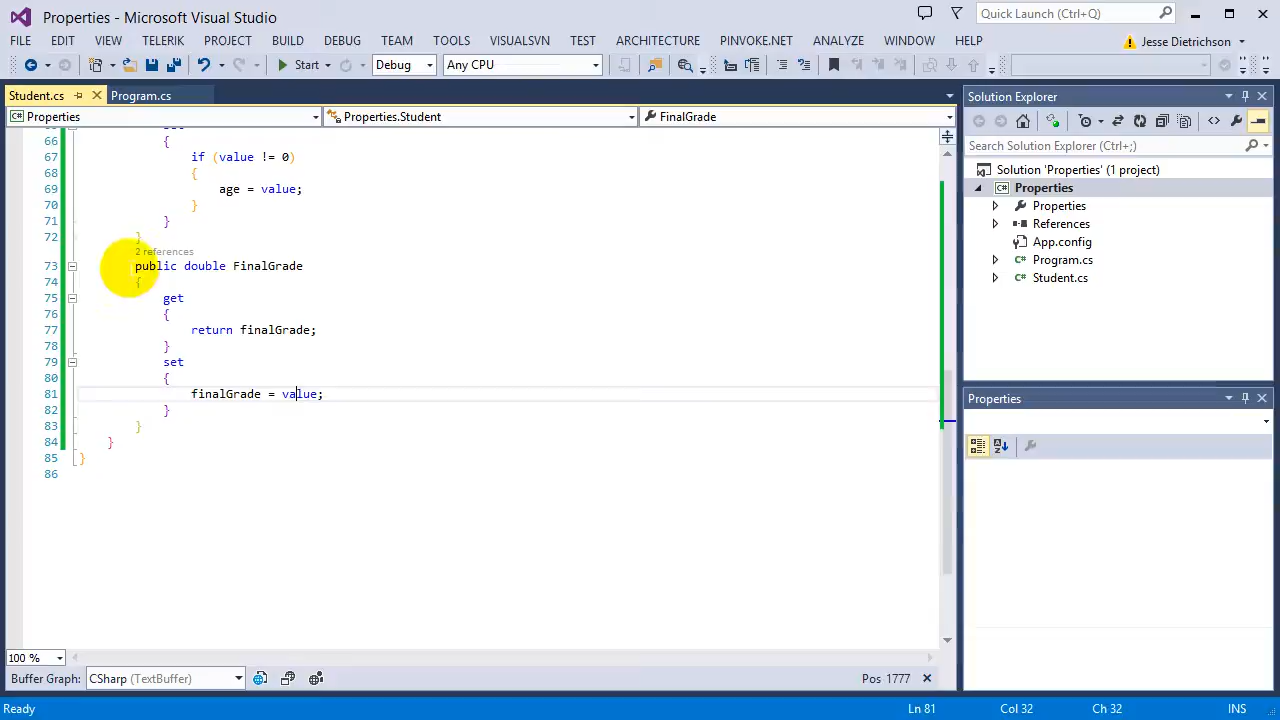 Properties - Microsoft Visual Studio
Quick Launch (Ctrl+Q)
FILE EDIT VIEW TELERIK PROJECT BUILD DEBUG TEAM TOOLS VISUALSVN TEST ARCHITECTURE PINVOKE.NET ANALYZE WINDOW HELP
Jesse Dietrichson
Start Debug Any CPU
Student.cs Program.cs
Properties Properties.Student FinalGrade
66 {
67 if (value != 0)
68 {
69 age = value;
70 }
71 }
72 }
2 references
73 public double FinalGrade
74 {
75 get
76 {
77 return finalGrade;
78 }
79 set
80 {
81 finalGrade = value;
82 }
83 }
84 }
85 }
86
100 %
Buffer Graph: CSharp (TextBuffer) Pos 1777
Solution Explorer
Search Solution Explorer (Ctrl+;)
Solution 'Properties' (1 project)
Properties
Properties
References
App.config
Program.cs
Student.cs
Properties
Ready Ln 81 Col 32 Ch 32 INS